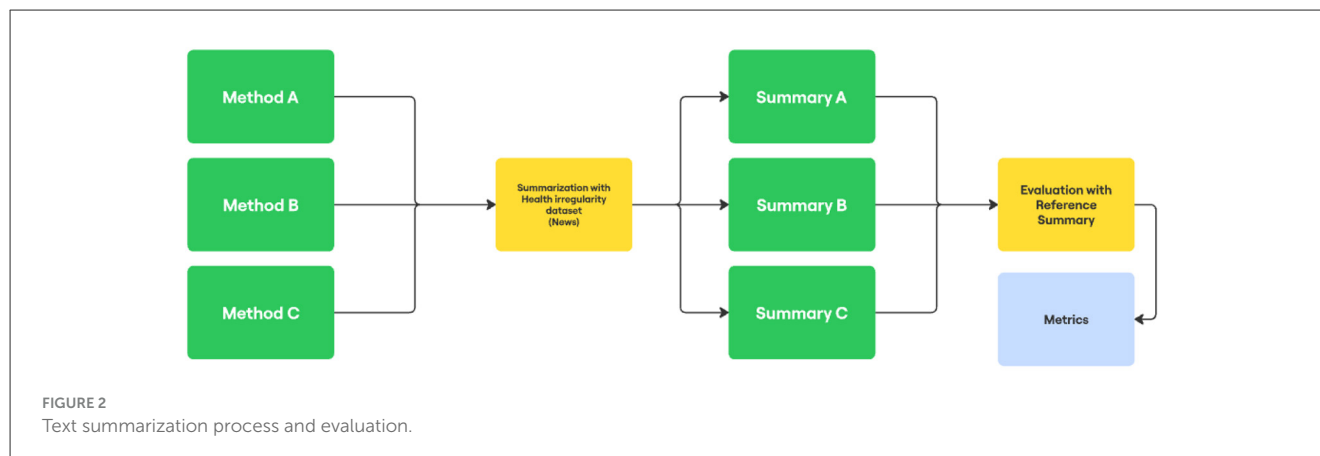 Method A
Method B
Method C
Summarization with
Health irregularity
dataset
(News)
Summary A
Summary B
Summary C
Evaluation with
Reference
Summary
Metrics
FIGURE 2
Text summarization process and evaluation.